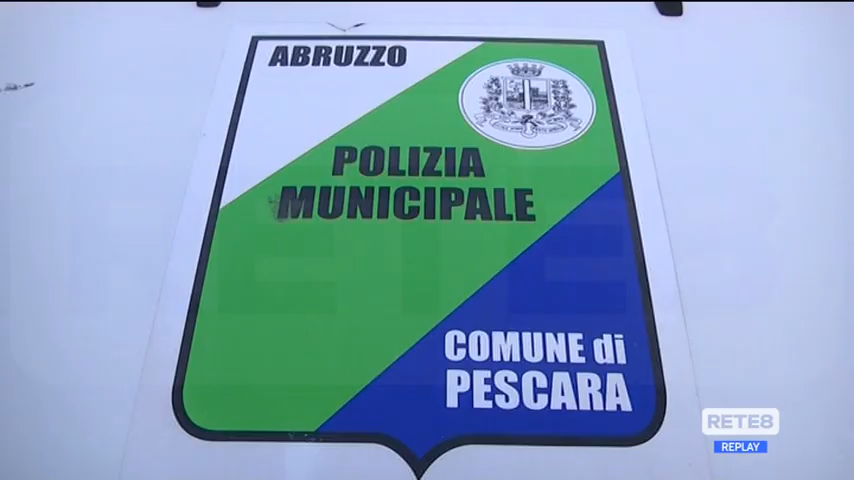 ABRUZZO
POLIZIA
MUNICIPALE
COMUNE di
PESCARA
RETE8
REPLAY